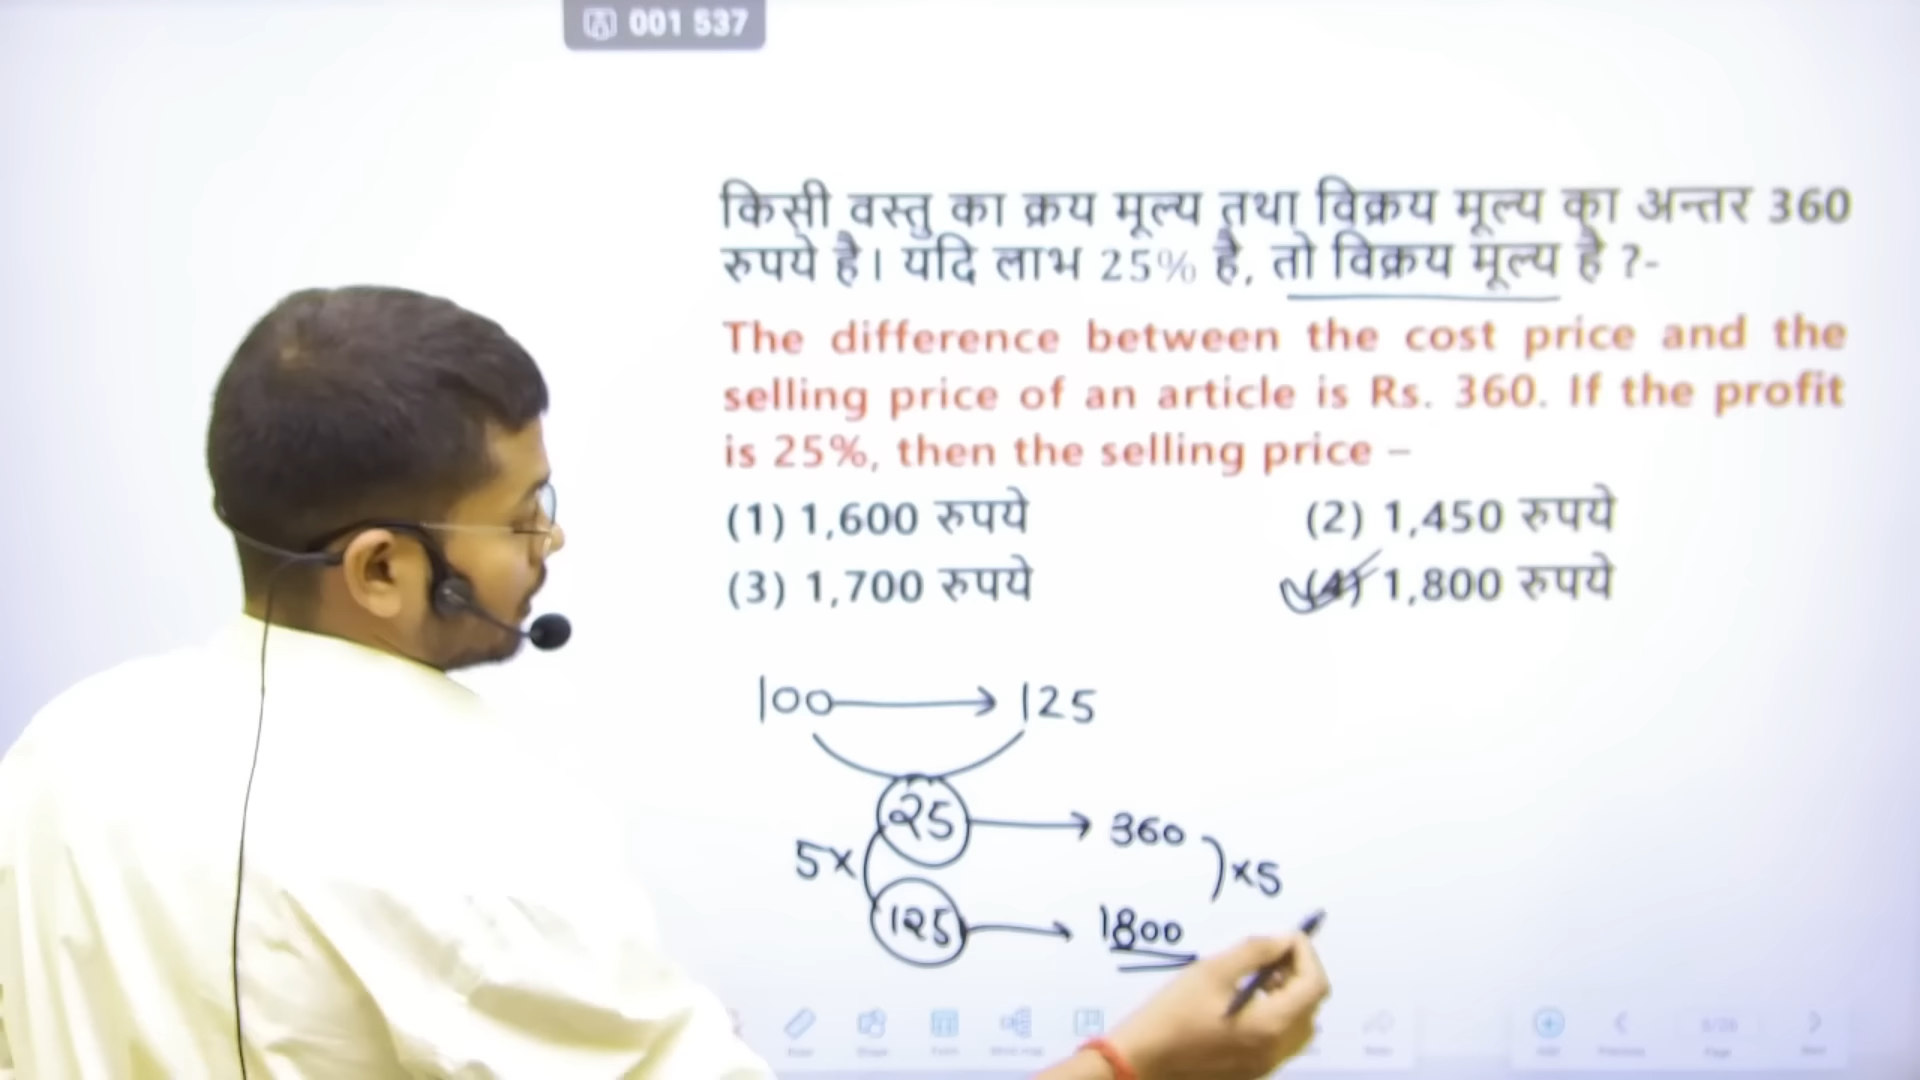 001 537
किसी वस्तु का क्रय मूल्य तथा विक्रय मूल्य का अन्तर 360
रुपये है। यदि लाभ 25% है, तो विक्रय मूल्य है ?-
The difference between the cost price and the
selling price of an article is Rs. 360. If the profit
is 25%, then the selling price –
(1) 1,600 रुपये (2) 1,450 रुपये
(3) 1,700 रुपये (4) 1,800 रुपये
100 → 125
25 → 360
5× ×5
125 → 1800